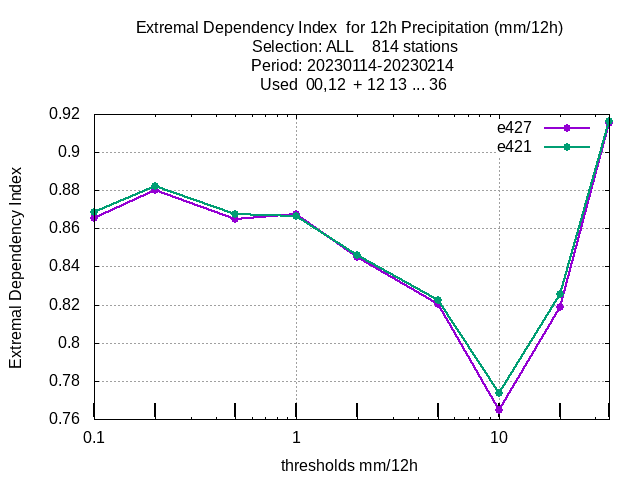 Extremal Dependency Index  for 12h Precipitation (mm/12h)
Selection: ALL    814 stations
Period: 20230114-20230214
Used  00,12  + 12 13 ... 36
0.92
0.9
0.88
0.86
0.84
0.82
0.8
0.78
0.76
Extremal Dependency Index
e427
e421
0.1 1 10
thresholds mm/12h